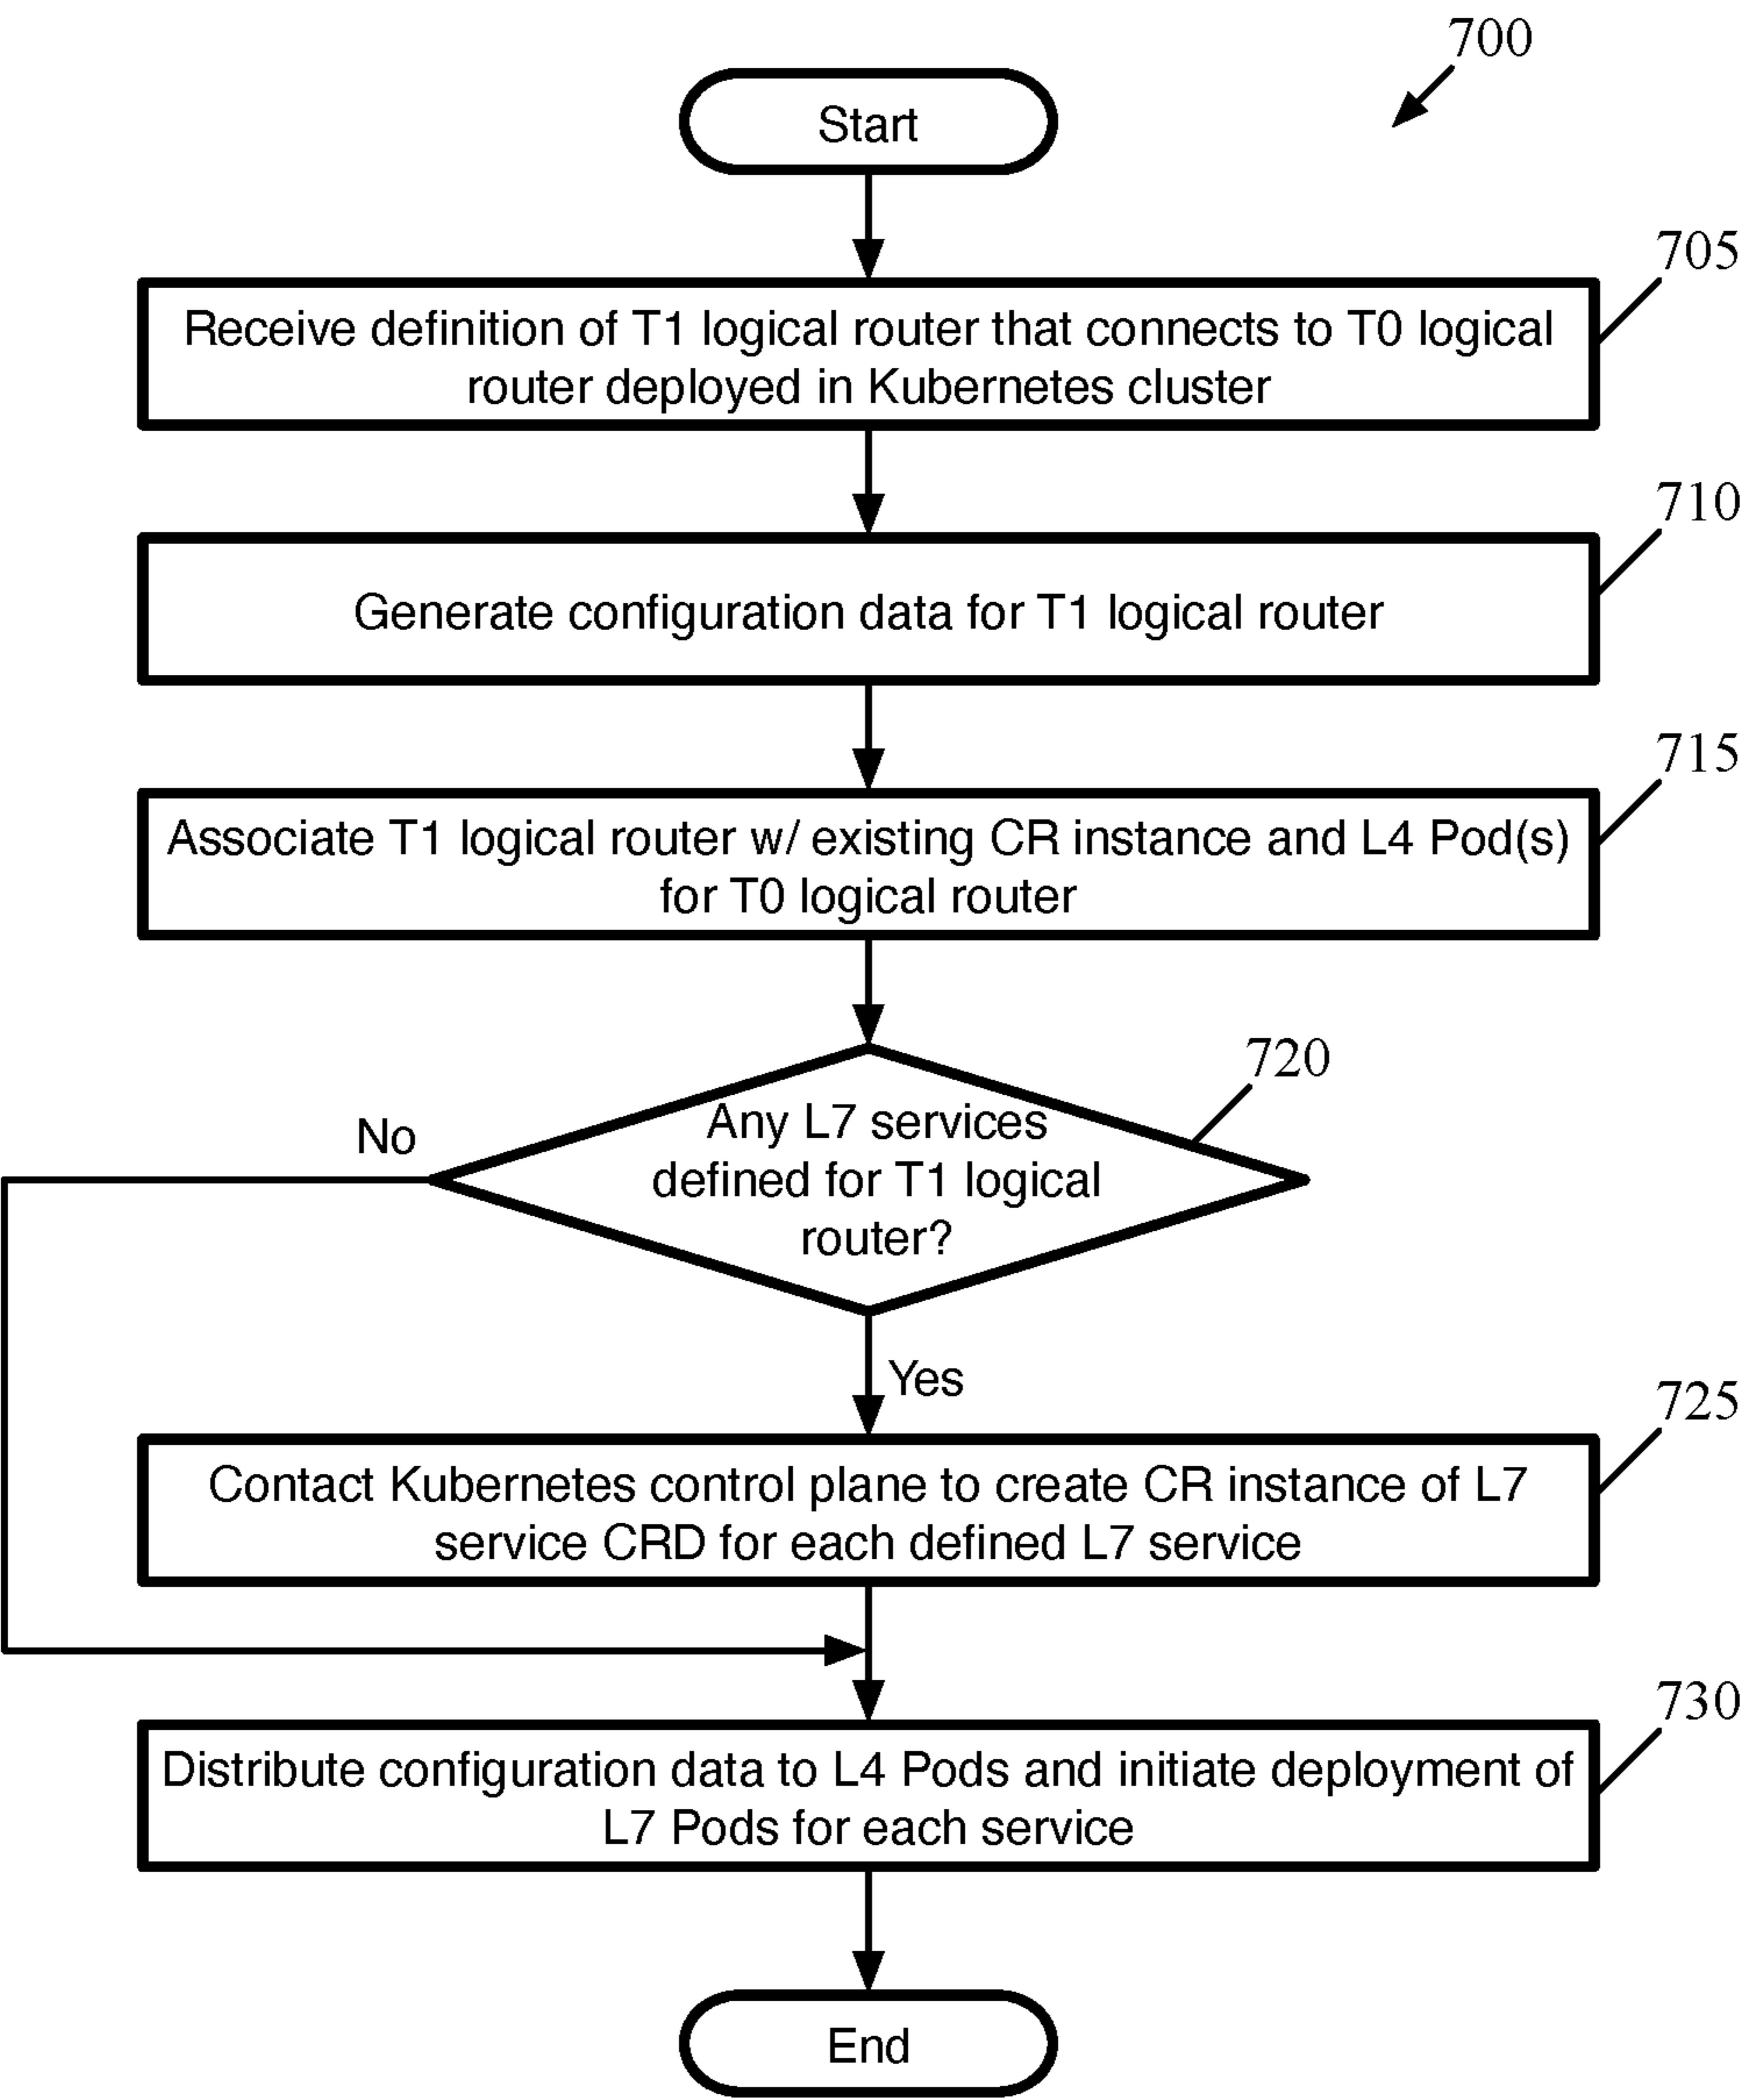 700
Start
705
Receive definition of T1 logical router that connects to T0 logical
router deployed in Kubernetes cluster
710
Generate configuration data for T1 logical router
715
Associate T1 logical router w/ existing CR instance and L4 Pod(s)
for T0 logical router
720
No
Any L7 services
defined for T1 logical
router?
Yes
725
Contact Kubernetes control plane to create CR instance of L7
service CRD for each defined L7 service
730
Distribute configuration data to L4 Pods and initiate deployment of
L7 Pods for each service
End